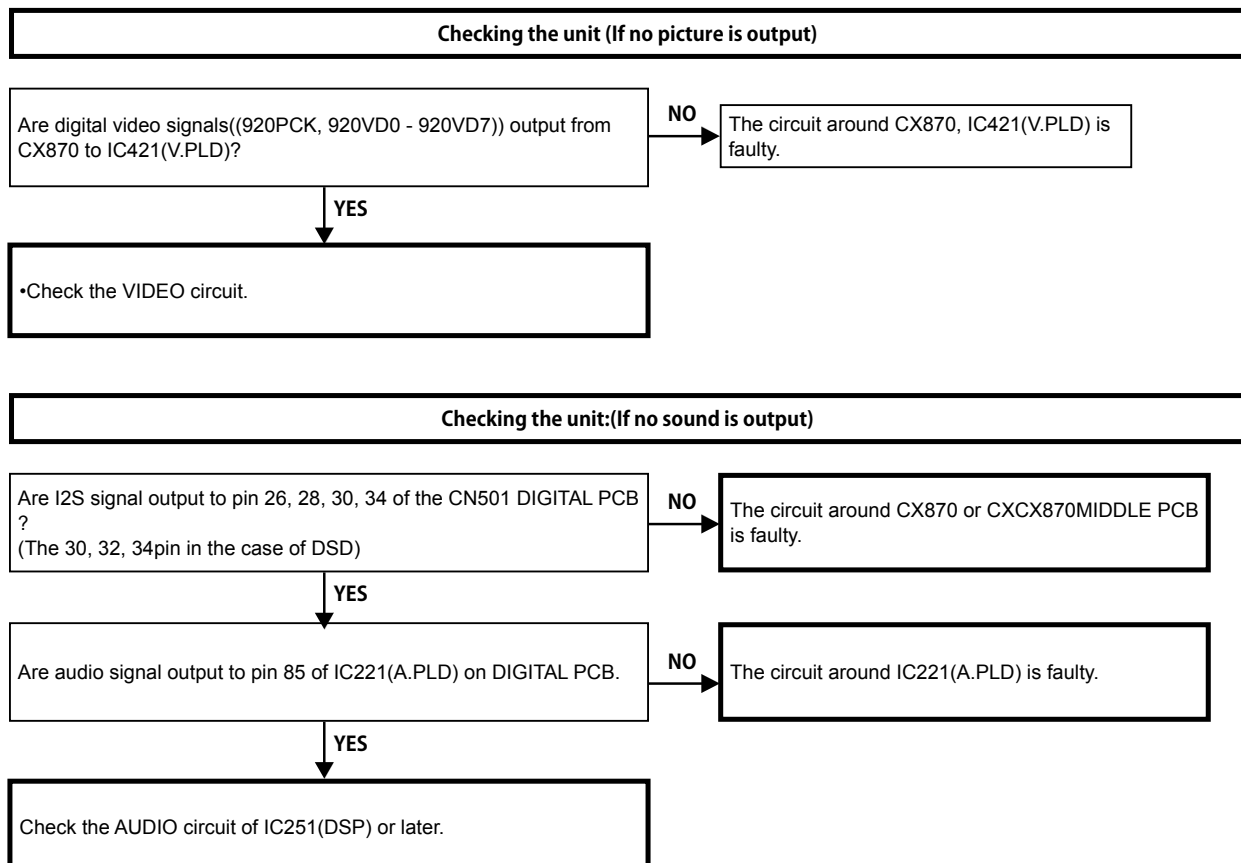 Checking the unit (If no picture is output)
Are digital video signals((920PCK, 920VD0 - 920VD7)) output from
CX870 to IC421(V.PLD)?
NO
The circuit around CX870, IC421(V.PLD) is
faulty.
YES
•Check the VIDEO circuit.
Checking the unit:(If no sound is output)
Are I2S signal output to pin 26, 28, 30, 34 of the CN501 DIGITAL PCB
?
(The 30, 32, 34pin in the case of DSD)
NO
The circuit around CX870 or CXCX870MIDDLE PCB
is faulty.
YES
Are audio signal output to pin 85 of IC221(A.PLD) on DIGITAL PCB.
NO
The circuit around IC221(A.PLD) is faulty.
YES
Check the AUDIO circuit of IC251(DSP) or later.